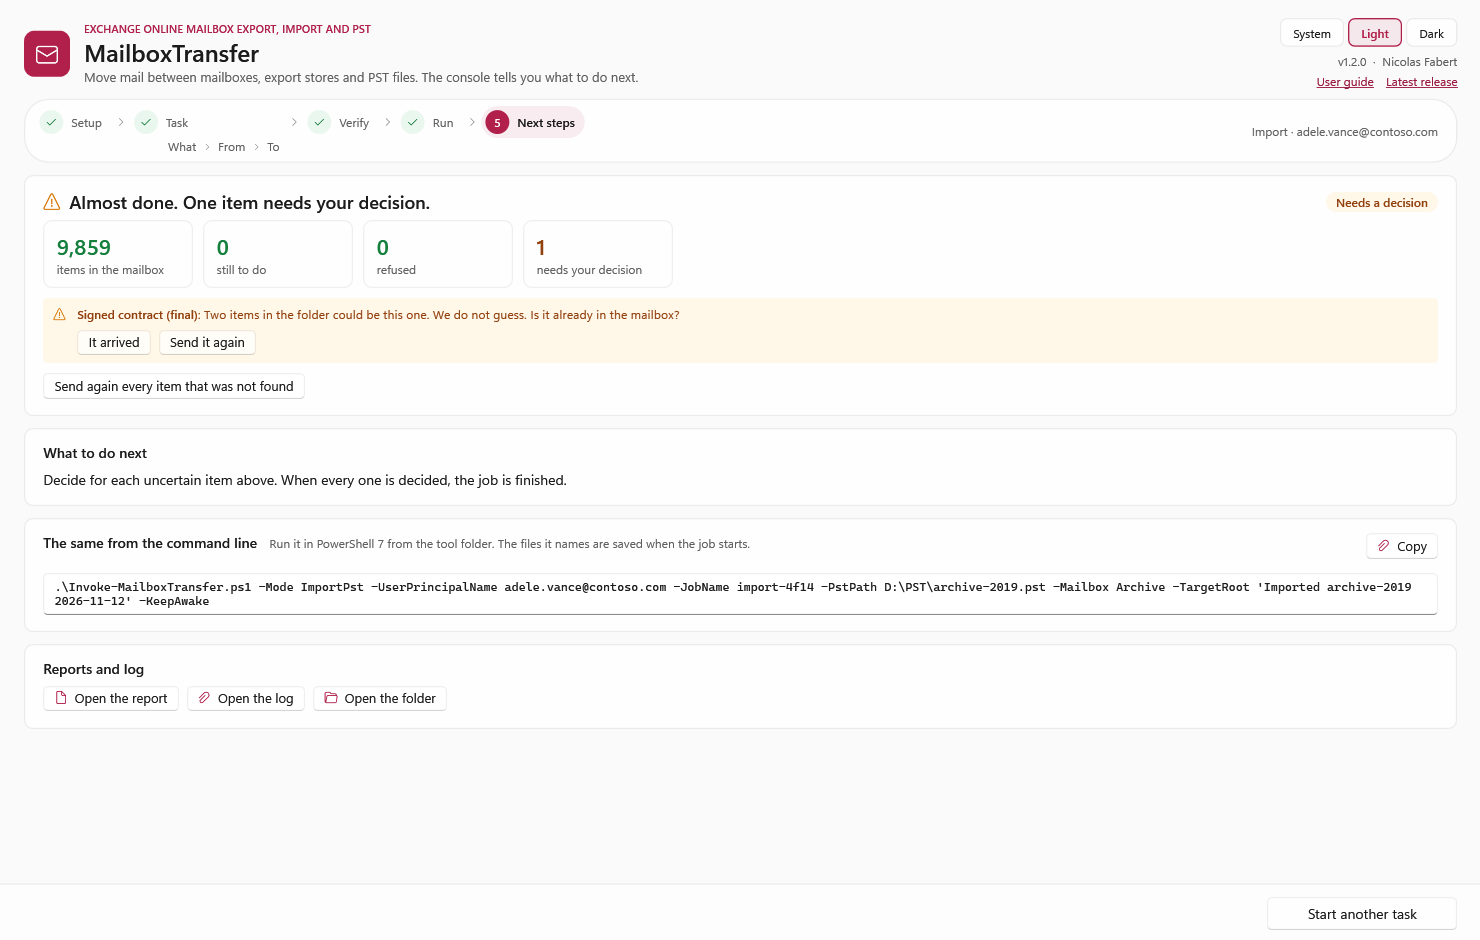 EXCHANGE ONLINE MAILBOX EXPORT, IMPORT AND PST
MailboxTransfer
Move mail between mailboxes, export stores and PST files. The console tells you what to do next.
System
Light
Dark
v1.2.0 · Nicolas Fabert
User guide
Latest release
Setup
Task
Verify
Run
5
Next steps
What
From
To
Import · adele.vance@contoso.com
Almost done. One item needs your decision.
Needs a decision
9,859
items in the mailbox
0
still to do
0
refused
1
needs your decision
Signed contract (final): Two items in the folder could be this one. We do not guess. Is it already in the mailbox?
It arrived
Send it again
Send again every item that was not found
What to do next
Decide for each uncertain item above. When every one is decided, the job is finished.
The same from the command line
Run it in PowerShell 7 from the tool folder. The files it names are saved when the job starts.
Copy
.\Invoke-MailboxTransfer.ps1 -Mode ImportPst -UserPrincipalName adele.vance@contoso.com -JobName import-4f14 -PstPath D:\PST\archive-2019.pst -Mailbox Archive -TargetRoot 'Imported archive-2019
2026-11-12' -KeepAwake
Reports and log
Open the report
Open the log
Open the folder
Start another task